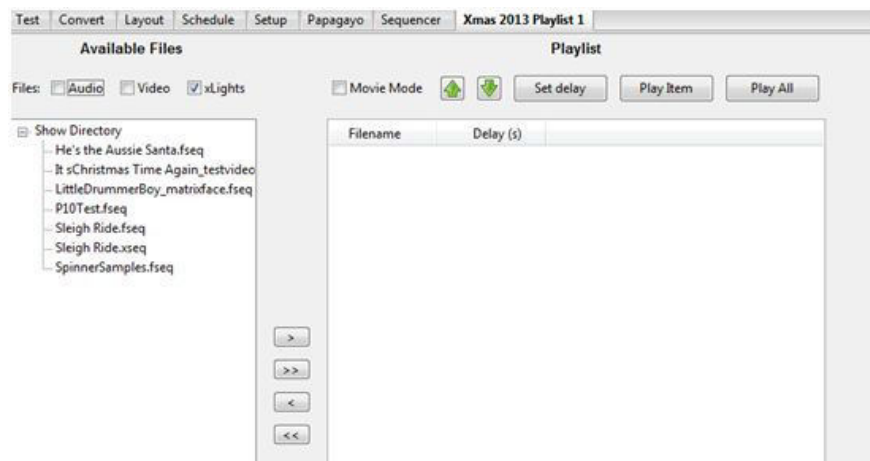 Test Convert Layout Schedule Setup Papagayo Sequencer Xmas 2013 Playlist 1
Available Files
Playlist
Files: Audio Video xLights
Movie Mode Set delay Play Item Play All
Show Directory
He's the Aussie Santa.fseq
It sChristmas Time Again_testvideo
LittleDrummerBoy_matrixface.fseq
P10Test.fseq
Sleigh Ride.fseq
Sleigh Ride.xseq
SpinnerSamples.fseq
Filename Delay (s)
>
>>
<
<<